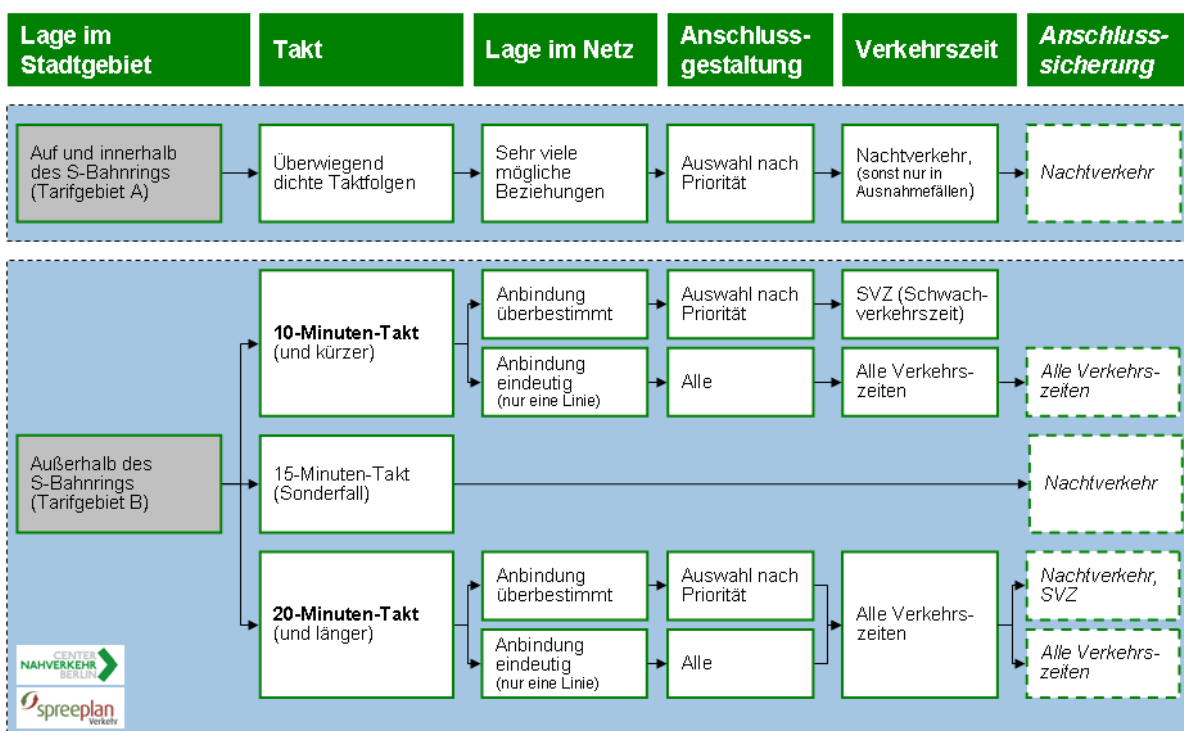 Lage im
Stadtgebiet
Takt
Lage im Netz
Anschluss-
gestaltung
Verkehrszeit
Anschluss-
sicherung
Auf und innerhalb
des S-Bahnrings
(Tarifgebiet A)
Überwiegend
dichte Taktfolgen
Sehr viele
mögliche
Beziehungen
Auswahl nach
Priorität
Nachtverkehr,
(sonst nur in
Ausnahmefällen)
Nachtverkehr
Außerhalb des
S-Bahnrings
(Tarifgebiet B)
10-Minuten-Takt
(und kürzer)
Anbindung
überbestimmt
Auswahl nach
Priorität
SVZ (Schwach-
verkehrszeit)
Anbindung
eindeutig
(nur eine Linie)
Alle
Alle Verkehrs-
zeiten
Alle Verkehrs-
zeiten
15-Minuten-Takt
(Sonderfall)
Nachtverkehr
20-Minuten-Takt
(und länger)
Anbindung
überbestimmt
Auswahl nach
Priorität
Anbindung
eindeutig
(nur eine Linie)
Alle
Alle Verkehrs-
zeiten
Nachtverkehr,
SVZ
Alle Verkehrs-
zeiten
CENTER
NAHVERKEHR
BERLIN
spreeplan
Verkehr